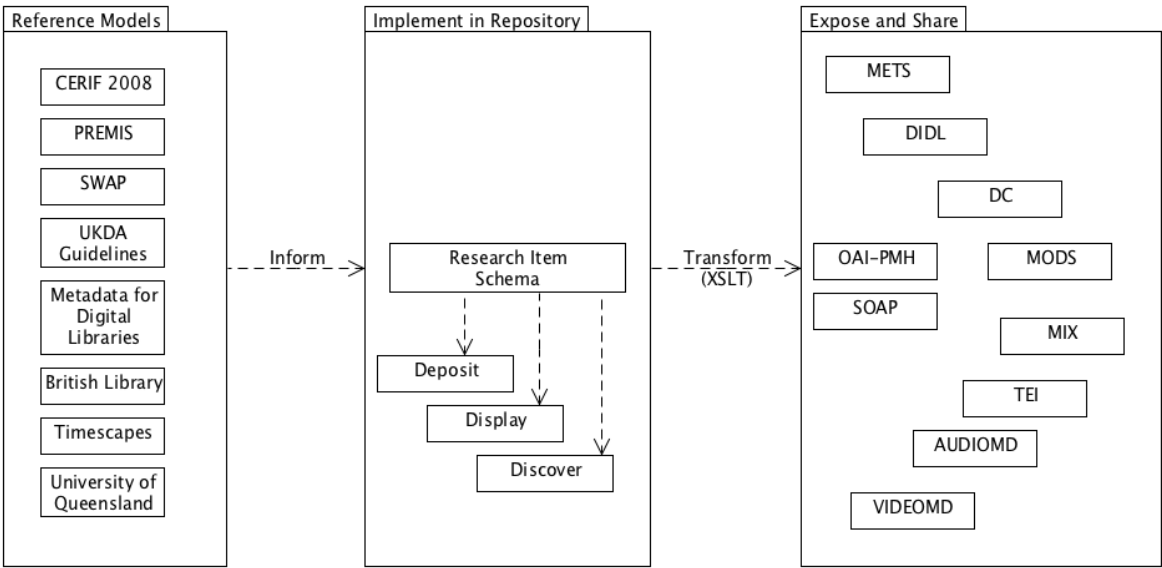 Reference Models
CERIF 2008
PREMIS
SWAP
UKDA
Guidelines
Metadata for
Digital
Libraries
British Library
Timescapes
University of
Queensland
Inform
Implement in Repository
Research Item
Schema
Deposit
Display
Discover
Transform
(XSLT)
Expose and Share
METS
DIDL
DC
OAI-PMH
MODS
SOAP
MIX
TEI
AUDIOMD
VIDEOMD